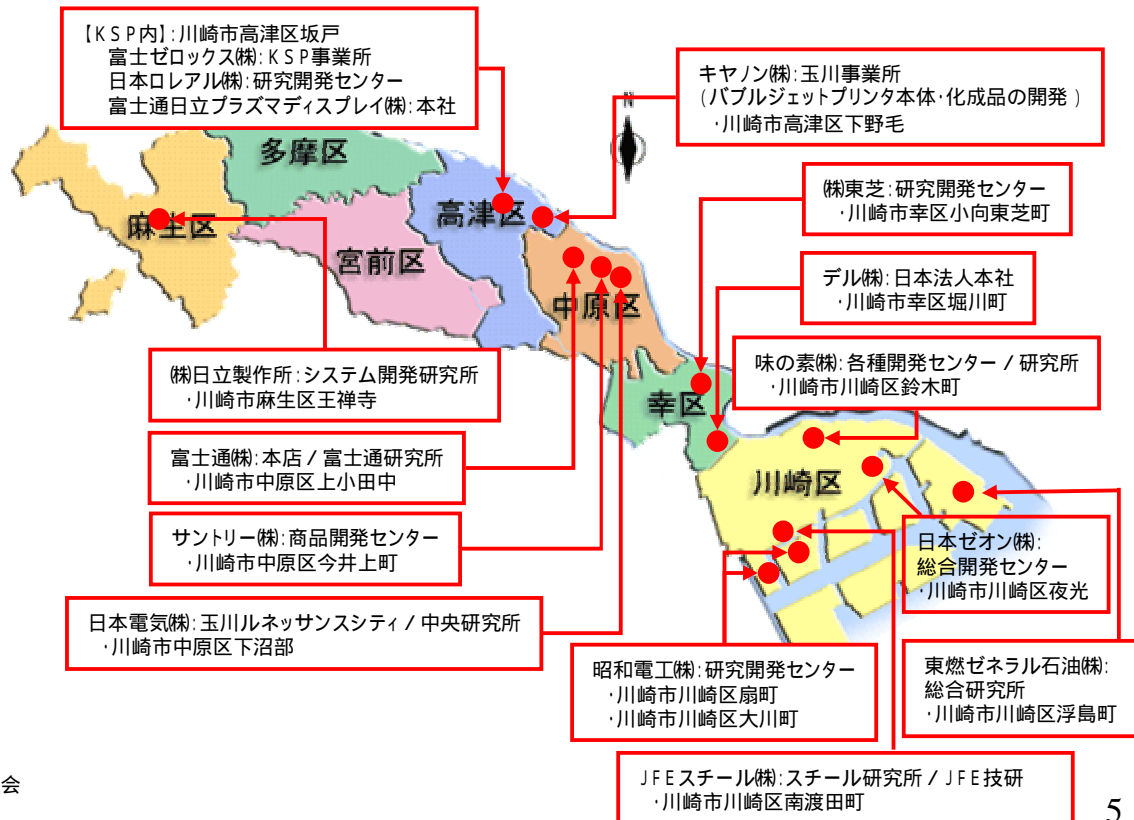 【KSP内】:川崎市高津区坂戸
富士ゼロックス㈱:KSP事業所
日本ロレアル㈱:研究開発センター
富士通日立プラズマディスプレイ㈱:本社
キヤノン㈱:玉川事業所
(バブルジェットプリンタ本体・化成品の開発)
・川崎市高津区下野毛
N
多摩区
麻生区
高津区
宮前区
中原区
幸区
川崎区
㈱東芝:研究開発センター
・川崎市幸区小向東芝町
デル㈱:日本法人本社
・川崎市幸区堀川町
味の素㈱:各種開発センター/研究所
・川崎市川崎区鈴木町
㈱日立製作所:システム開発研究所
・川崎市麻生区王禅寺
富士通㈱:本店/富士通研究所
・川崎市中原区上小田中
サントリー㈱:商品開発センター
・川崎市中原区今井上町
日本電気㈱:玉川ルネッサンスシティ/中央研究所
・川崎市中原区下沼部
日本ゼオン㈱:
総合開発センター
・川崎市川崎区夜光
昭和電工㈱:研究開発センター
・川崎市川崎区扇町
・川崎市川崎区大川町
東燃ゼネラル石油㈱:
総合研究所
・川崎市川崎区浮島町
JFEスチール㈱:スチール研究所/JFE技研
・川崎市川崎区南渡田町
会
5